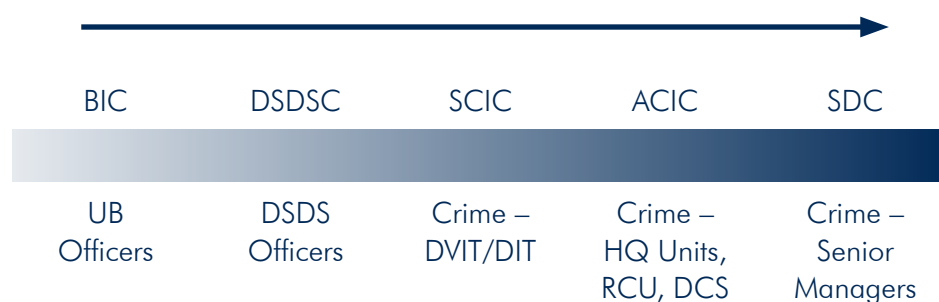 BIC DSDSC SCIC ACIC SDC
UB DSDS Crime – Crime – Crime –
Officers Officers DVIT/DIT HQ Units, Senior
RCU, DCS Managers